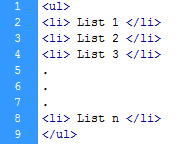 1 <ul>
2 <li> List 1 </li>
3 <li> List 2 </li>
4 <li> List 3 </li>
5 .
6 .
7 .
8 <li> List n </li>
9 </ul>